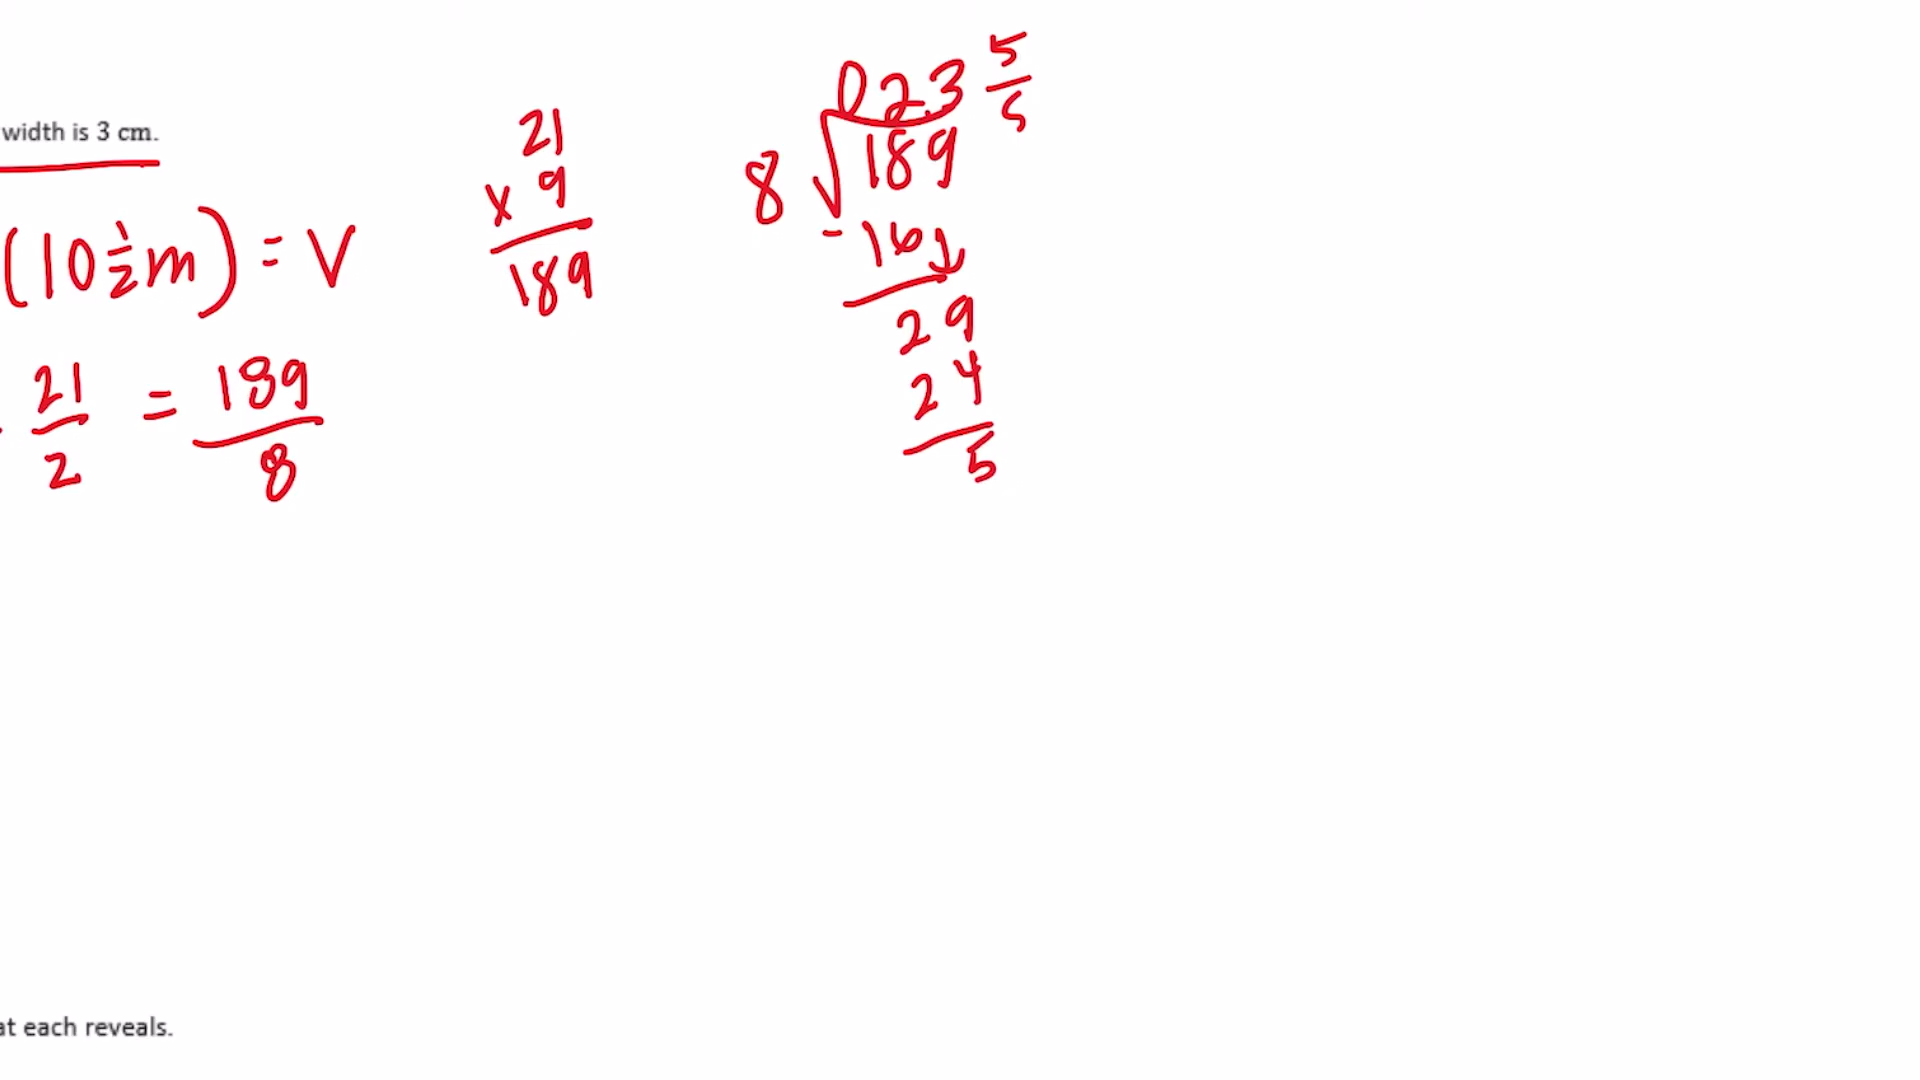 width is 3 cm.
(10 1/2 m) = V
21/2 = 189/8
21
x 9
189
023 5/5
8 √189
- 16↓
29
24
5
at each reveals.